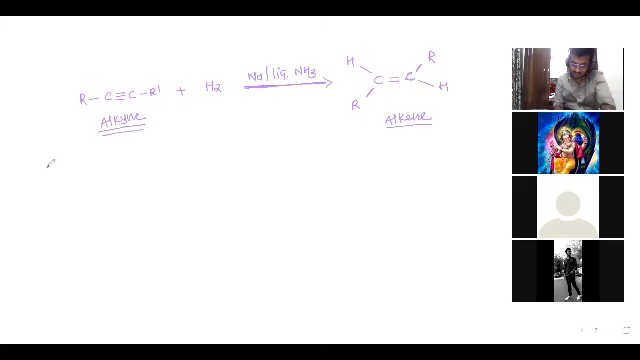 R – C ≡ C – R' + H2 Na/liq. NH3 H R C = C R H
Alkyne Alkene